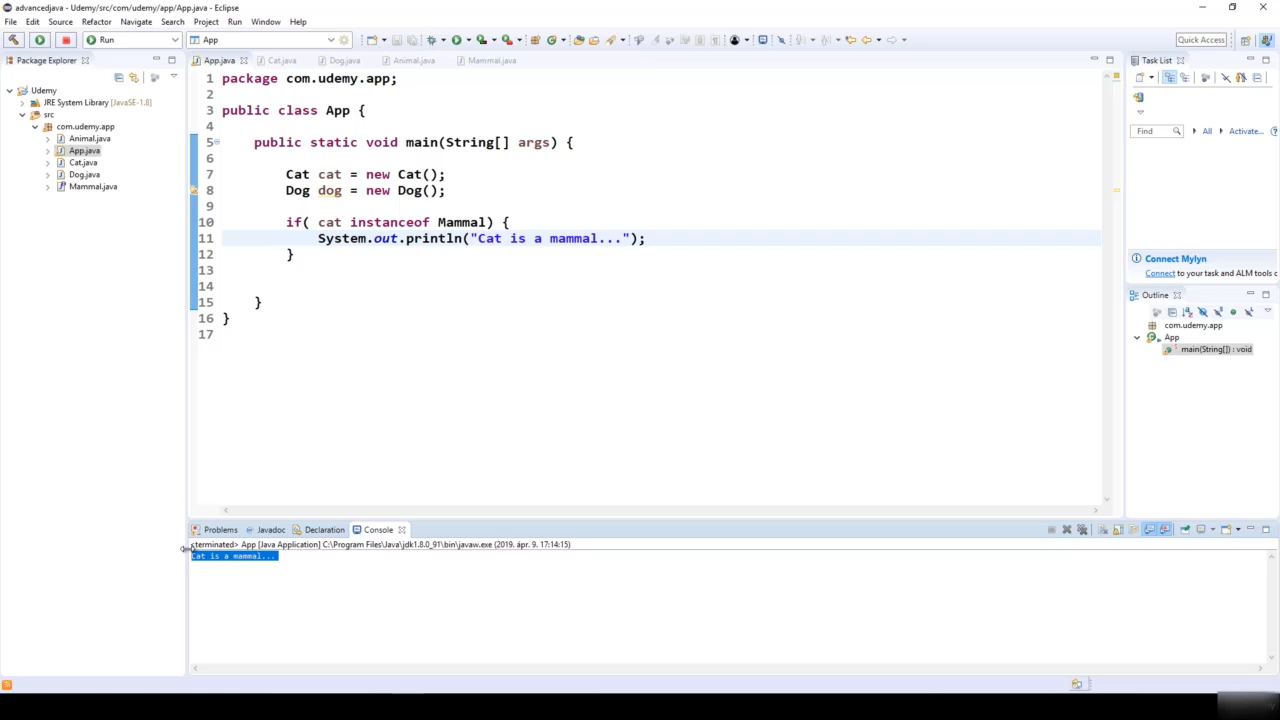 advancedjava - Udemy/src/com/udemy/app/App.java - Eclipse
File Edit Source Refactor Navigate Search Project Run Window Help
Run App Quick Access
Package Explorer
Udemy
JRE System Library [JavaSE-1.8]
src
com.udemy.app
Animal.java
App.java
Cat.java
Dog.java
Mammal.java
App.java Cat.java Dog.java Animal.java Mammal.java
1 package com.udemy.app;
2
3 public class App {
4
5 public static void main(String[] args) {
6
7 Cat cat = new Cat();
8 Dog dog = new Dog();
9
10 if( cat instanceof Mammal) {
11 System.out.println("Cat is a mammal...");
12 }
13
14
15 }
16 }
17
Task List
Find All Activate...
Connect Mylyn
Connect to your task and ALM tools
Outline
com.udemy.app
App
main(String[]) : void
Problems Javadoc Declaration Console
<terminated> App [Java Application] C:\Program Files\Java\jdk1.8.0_91\bin\javaw.exe (2019. ápr. 9. 17:14:15)
Cat is a mammal...